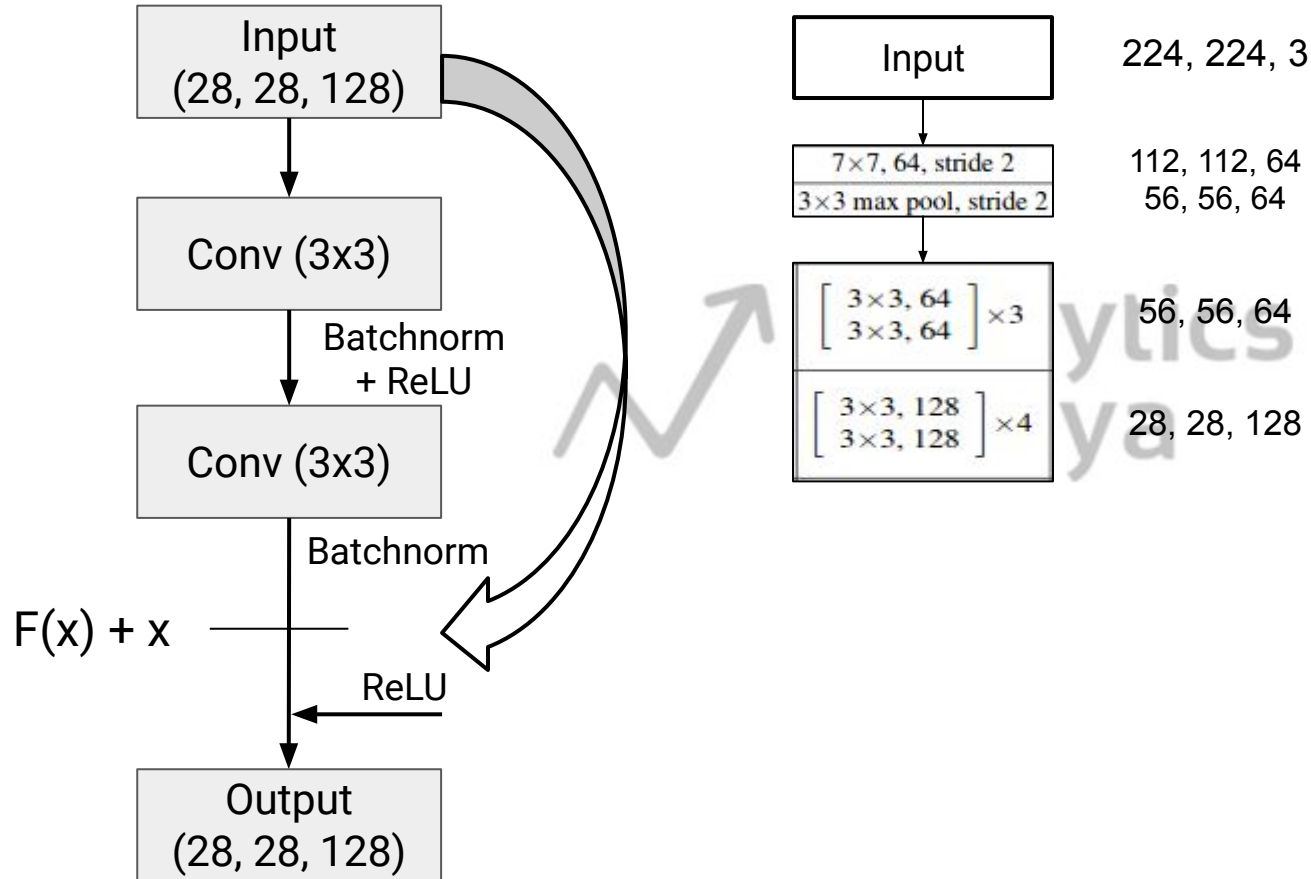 Input
(28, 28, 128)
Conv (3x3)
Batchnorm
+ ReLU
Conv (3x3)
Batchnorm
F(x) + x
ReLU
Output
(28, 28, 128)
Input
224, 224, 3
7×7, 64, stride 2
112, 112, 64
3×3 max pool, stride 2
56, 56, 64
3×3, 64
3×3, 64
×3
56, 56, 64
3×3, 128
3×3, 128
×4
28, 28, 128
ytics
ya